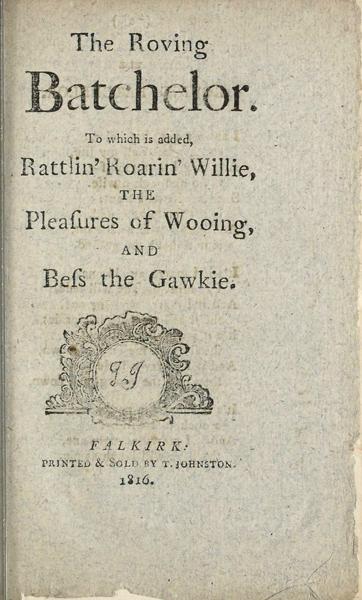 The Roving
Batchelor.
To which is added,
Rattlin' Roarin' Willie,
THE
Pleaſures of Wooing,
AND
Beſs the Gawkie.
JJ
FALKIRK:
PRINTED & SOLD BY T. JOHNSTON.
1816.